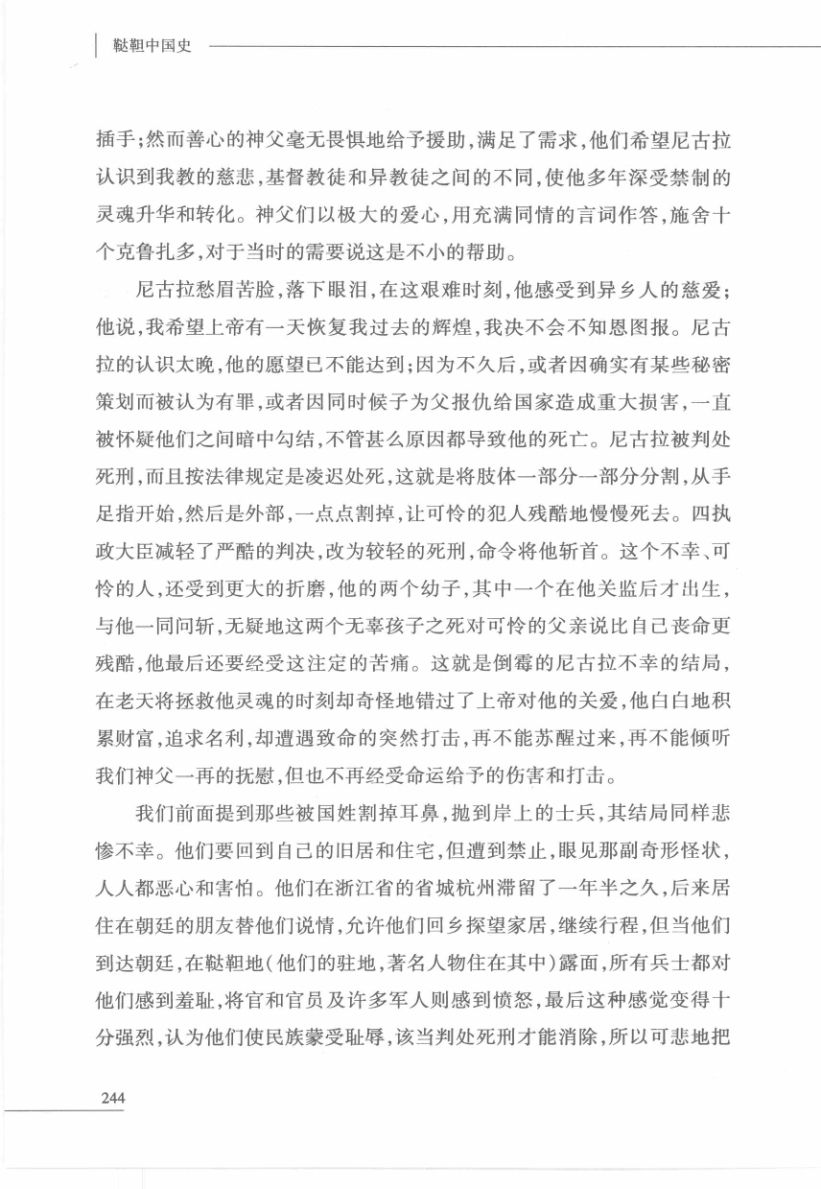 鞑靼中国史
插手;然而善心的神父毫无畏惧地给予援助,满足了需求,他们希望尼古拉
认识到我教的慈悲,基督教徒和异教徒之间的不同,使他多年深受禁制的
灵魂升华和转化。神父们以极大的爱心,用充满同情的言词作答,施舍十
个克鲁扎多,对于当时的需要说这是不小的帮助。
尼古拉愁眉苦脸,落下眼泪,在这艰难时刻,他感受到异乡人的慈爱;
他说,我希望上帝有一天恢复我过去的辉煌,我决不会不知恩图报。尼古
拉的认识太晚,他的愿望已不能达到;因为不久后,或者因确实有某些秘密
策划而被认为有罪,或者因同时候子为父报仇给国家造成重大损害,一直
被怀疑他们之间暗中勾结,不管甚么原因都导致他的死亡。尼古拉被判处
死刑,而且按法律规定是凌迟处死,这就是将肢体一部分一部分分割,从手
足指开始,然后是外部,一点点割掉,让可怜的犯人残酷地慢慢死去。四执
政大臣减轻了严酷的判决,改为较轻的死刑,命令将他斩首。这个不幸、可
怜的人,还受到更大的折磨,他的两个幼子,其中一个在他关监后才出生,
与他一同问斩,无疑地这两个无辜孩子之死对可怜的父亲说比自己丧命更
残酷,他最后还要经受这注定的苦痛。这就是倒霉的尼古拉不幸的结局,
在老天将拯救他灵魂的时刻却奇怪地错过了上帝对他的关爱,他白白地积
累财富,追求名利,却遭遇致命的突然打击,再不能苏醒过来,再不能倾听
我们神父一再的抚慰,但也不再经受命运给予的伤害和打击。
我们前面提到那些被国姓割掉耳鼻,抛到岸上的士兵,其结局同样悲
惨不幸。他们要回到自己的旧居和住宅,但遭到禁止,眼见那副奇形怪状,
人人都恶心和害怕。他们在浙江省的省城杭州滞留了一年半之久,后来居
住在朝廷的朋友替他们说情,允许他们回乡探望家居,继续行程,但当他们
到达朝廷,在鞑靼地(他们的驻地,著名人物住在其中)露面,所有兵士都对
他们感到羞耻,将官和官员及许多军人则感到愤怒,最后这种感觉变得十
分强烈,认为他们使民族蒙受耻辱,该当判处死刑才能消除,所以可悲地把
244